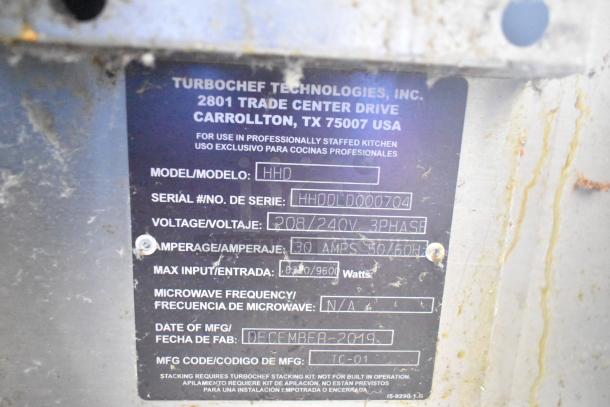 TURBOCHEF TECHNOLOGIES, INC.
2801 TRADE CENTER DRIVE
CARROLLTON, TX 75007 USA
FOR USE IN PROFESSIONALLY STAFFED KITCHEN
USO EXCLUSIVO PARA COCINAS PROFESIONALES
MODEL/MODELO: HHD
SERIAL #/NO. DE SERIE:
VOLTAGE/VOLTAJE: 208/240V 3PHASE
AMPERAGE/AMPERAJE: 30 AMPS 50/60H
MAX INPUT/ENTRADA: Watts
MICROWAVE FREQUENCY/
FRECUENCIA DE MICROWAVE: N/A
DATE OF MFG/
FECHA DE FAB: DECEMBER-2019
MFG CODE/CODIGO DE MFG: TC-01
STACKING REQUIRES TURBOCHEF STACKING KIT. NOT FOR BUILT IN OPERATION.
APILAMIENTO REQUIERE KIT DE APILACION, NO ESTÁN PREVISTOS
PARA UNA INSTALACION EMPOTRADA O ENCERRADA.